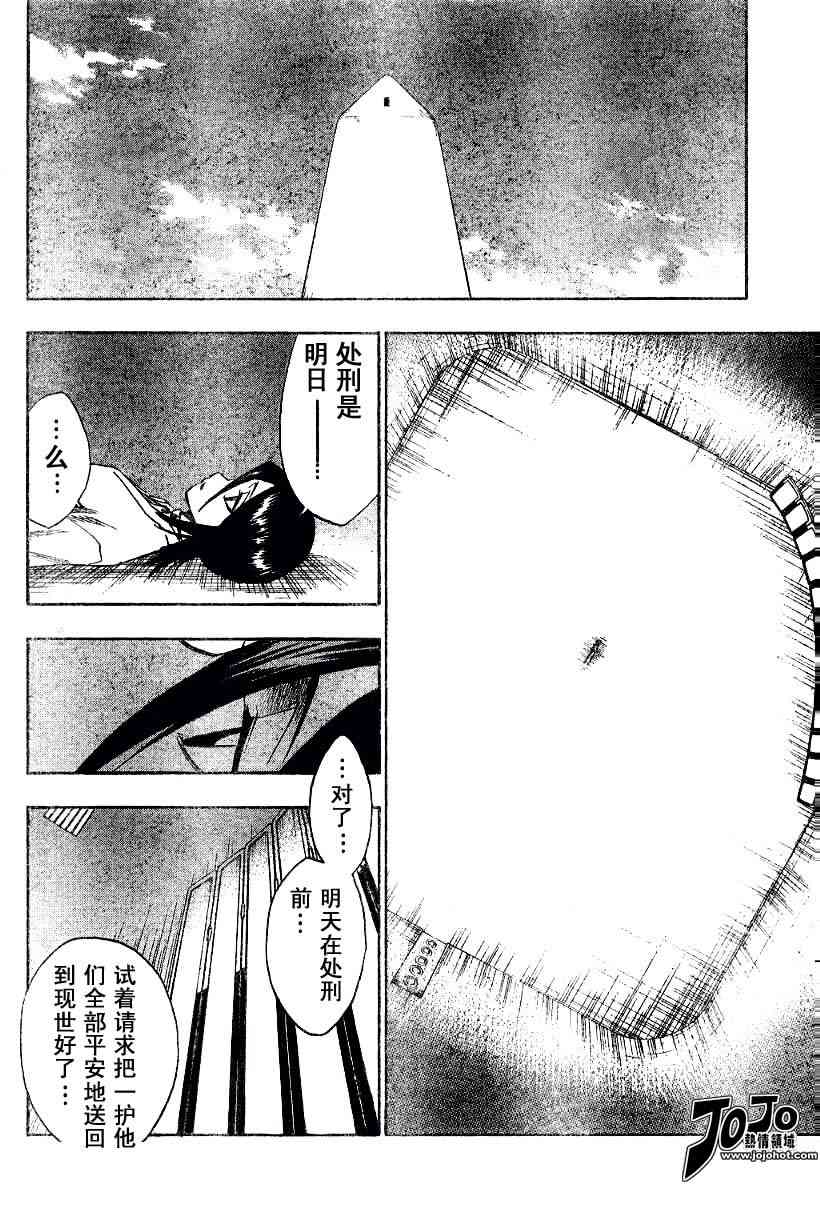 处刑是
明日——
…么…
…对了…
明天在处刑
前…
试着请求把一护他
们全部平安地送回
到现世好了…
JOJO
熱情領域
www.jojohot.com